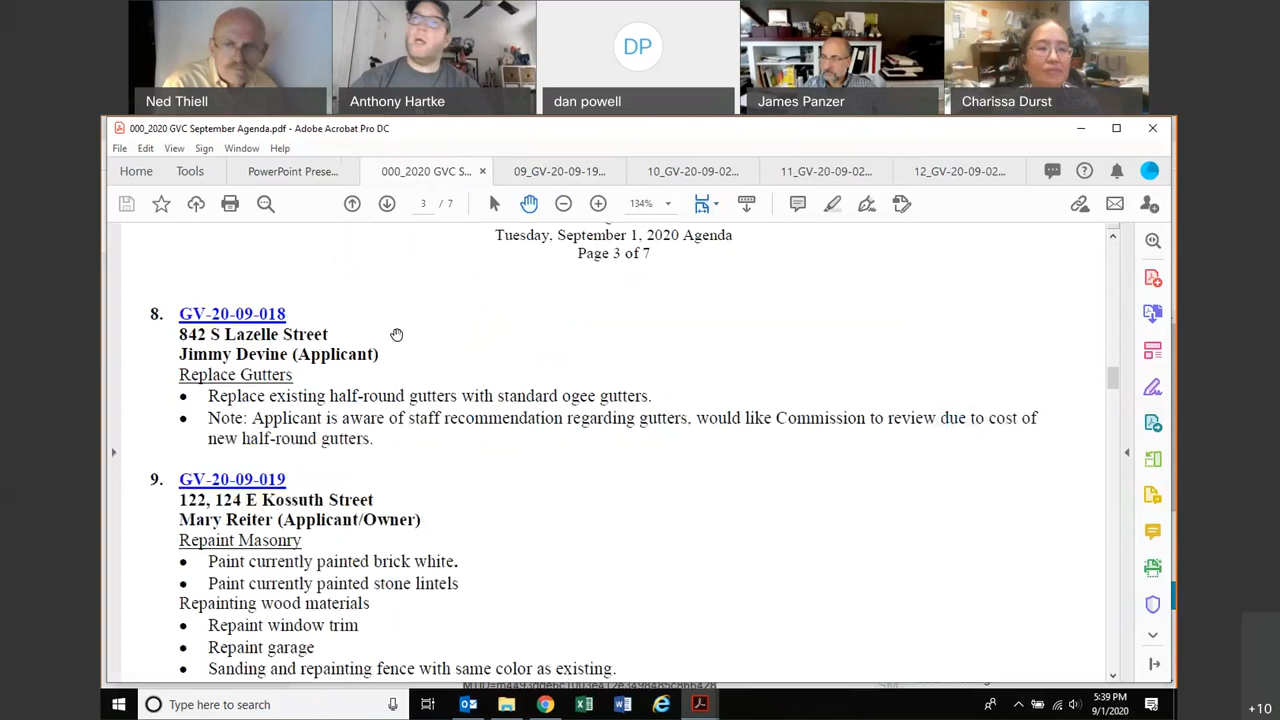 DP
Ned Thiell
Anthony Hartke
dan powell
James Panzer
Charissa Durst
000_2020 GVC September Agenda.pdf - Adobe Acrobat Pro DC
File Edit View Sign Window Help
Home Tools PowerPoint Prese... 000_2020 GVC S... × 09_GV-20-09-19... 10_GV-20-09-02... 11_GV-20-09-02... 12_GV-20-09-02...
3 / 7 134%
Tuesday, September 1, 2020 Agenda
Page 3 of 7
8. GV-20-09-018
842 S Lazelle Street
Jimmy Devine (Applicant)
Replace Gutters
• Replace existing half-round gutters with standard ogee gutters.
• Note: Applicant is aware of staff recommendation regarding gutters, would like Commission to review due to cost of
new half-round gutters.
9. GV-20-09-019
122, 124 E Kossuth Street
Mary Reiter (Applicant/Owner)
Repaint Masonry
• Paint currently painted brick white.
• Paint currently painted stone lintels
Repainting wood materials
• Repaint window trim
• Repaint garage
• Sanding and repainting fence with same color as existing.
Type here to search
5:39 PM
9/1/2020
+10